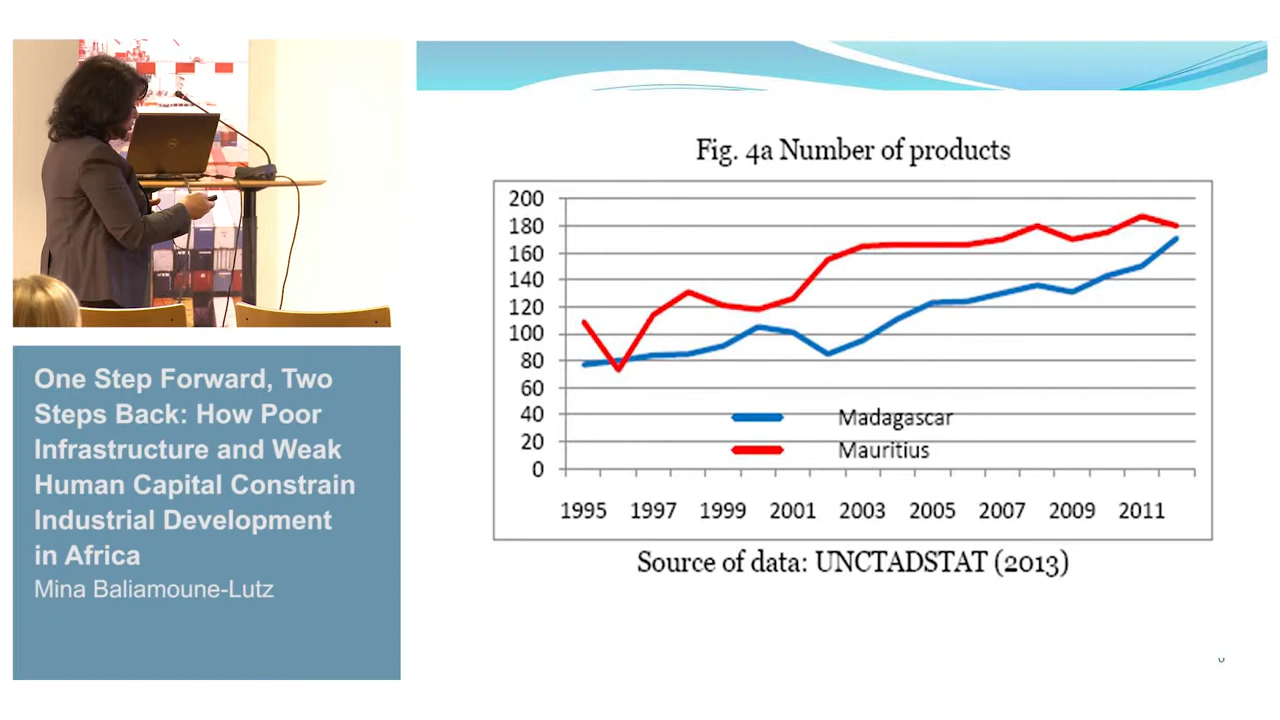 One Step Forward, Two
Steps Back: How Poor
Infrastructure and Weak
Human Capital Constrain
Industrial Development
in Africa
Mina Baliamoune-Lutz
Fig. 4a Number of products
200
180
160
140
120
100
80
60
40
20
0
Madagascar
Mauritius
1995 1997 1999 2001 2003 2005 2007 2009 2011
Source of data: UNCTADSTAT (2013)